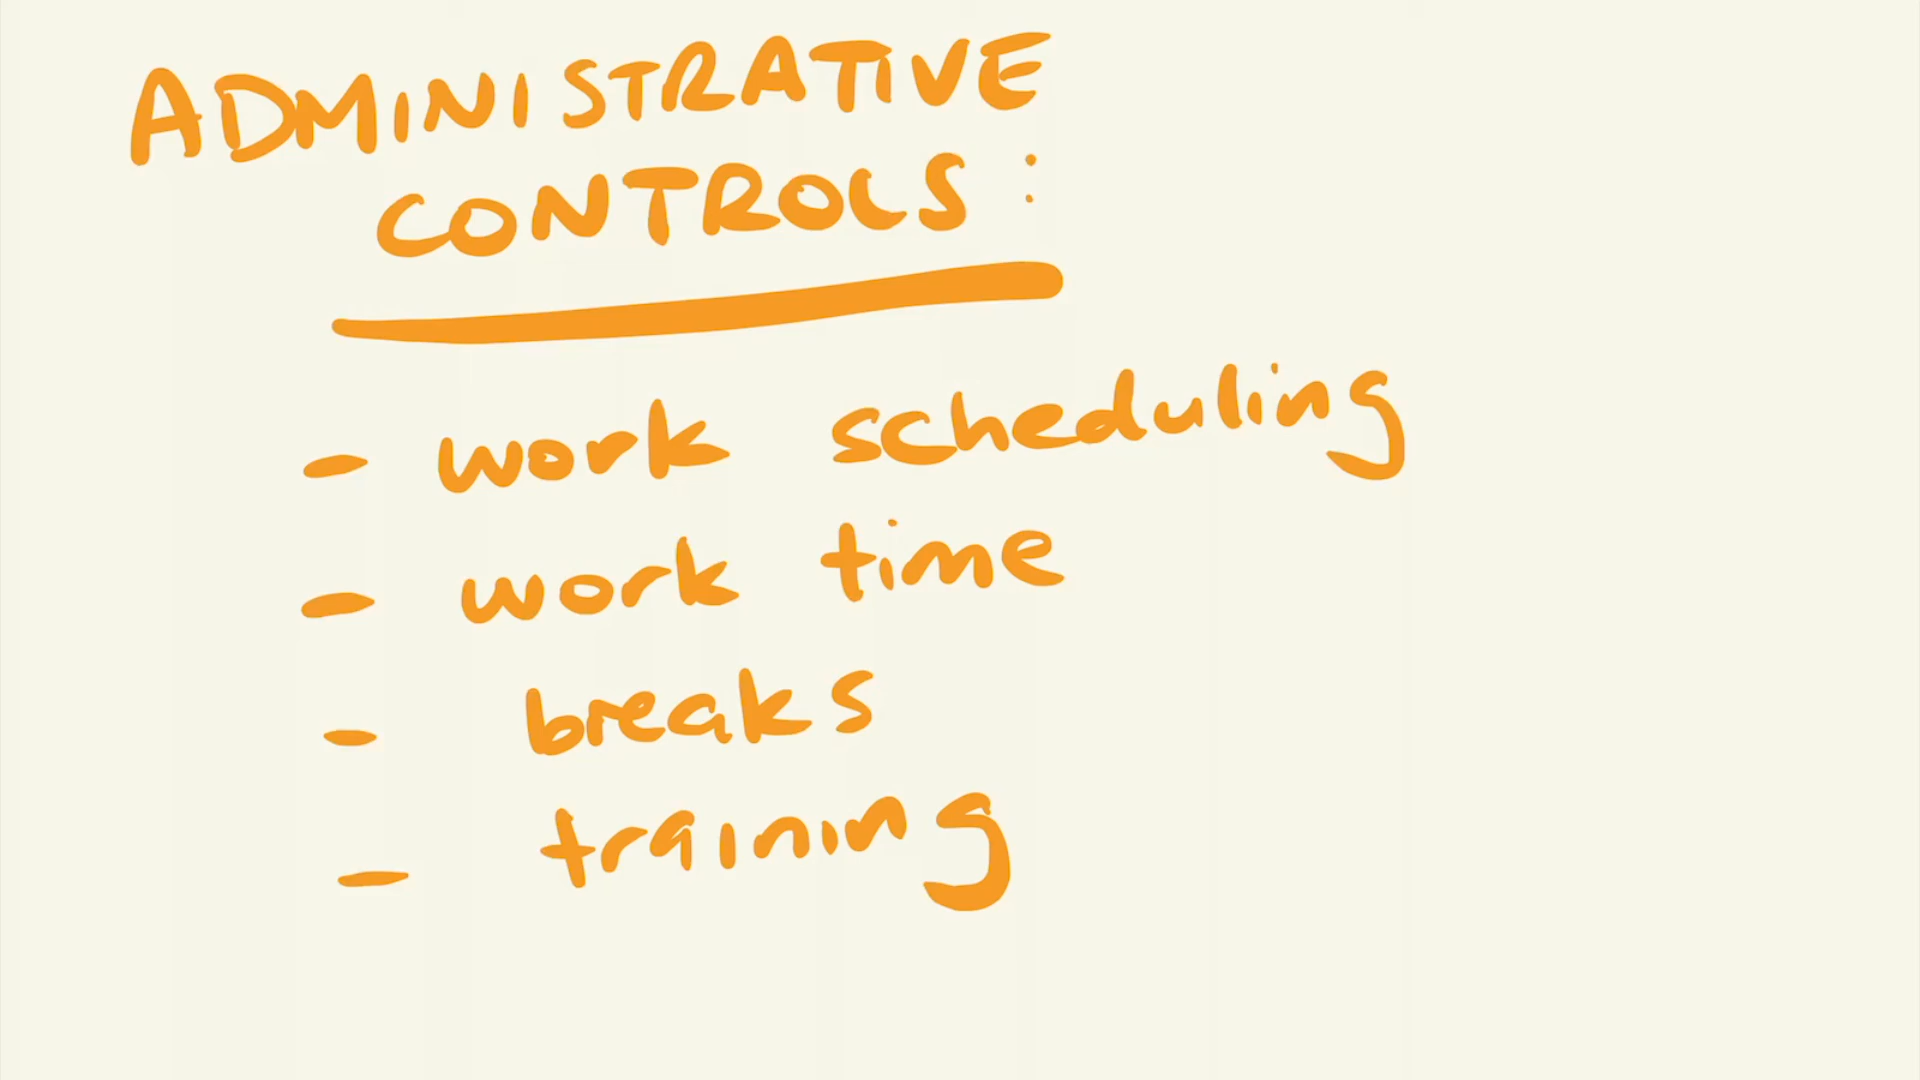 ADMINISTRATIVE
CONTROLS:
- work scheduling
- work time
- breaks
- training